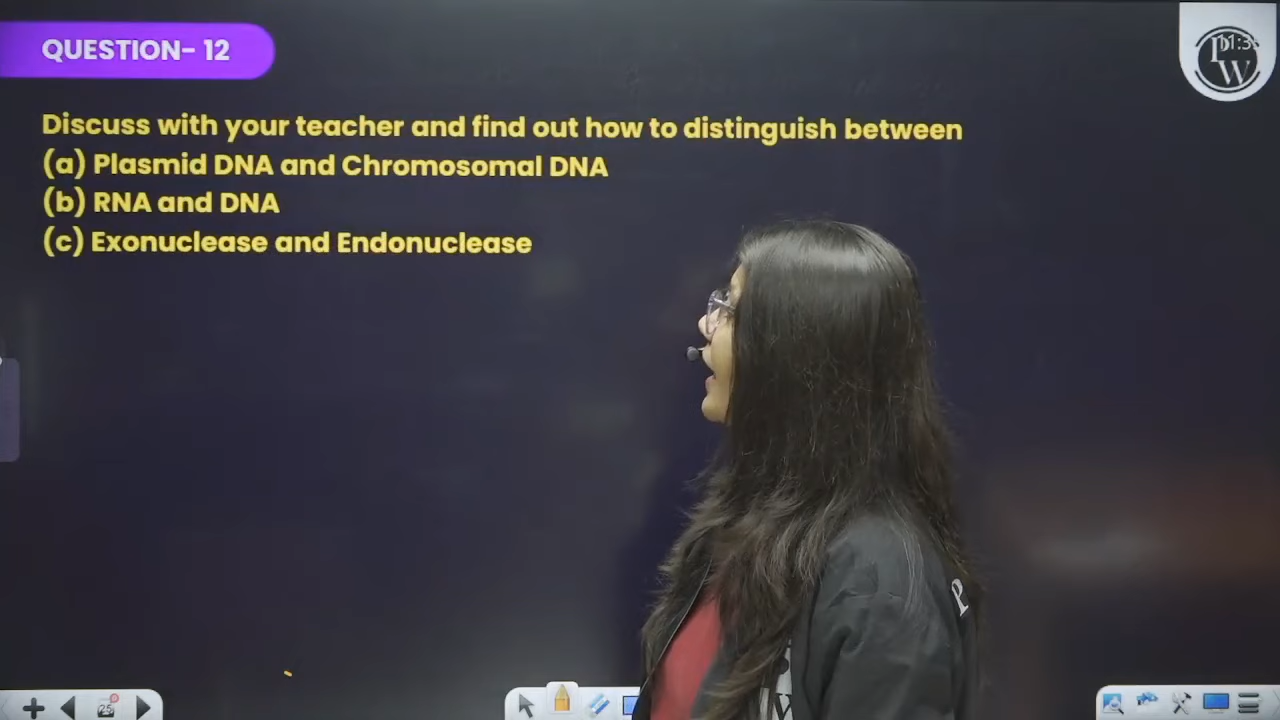 QUESTION- 12
Discuss with your teacher and find out how to distinguish between
(a) Plasmid DNA and Chromosomal DNA
(b) RNA and DNA
(c) Exonuclease and Endonuclease
P
W
25
P